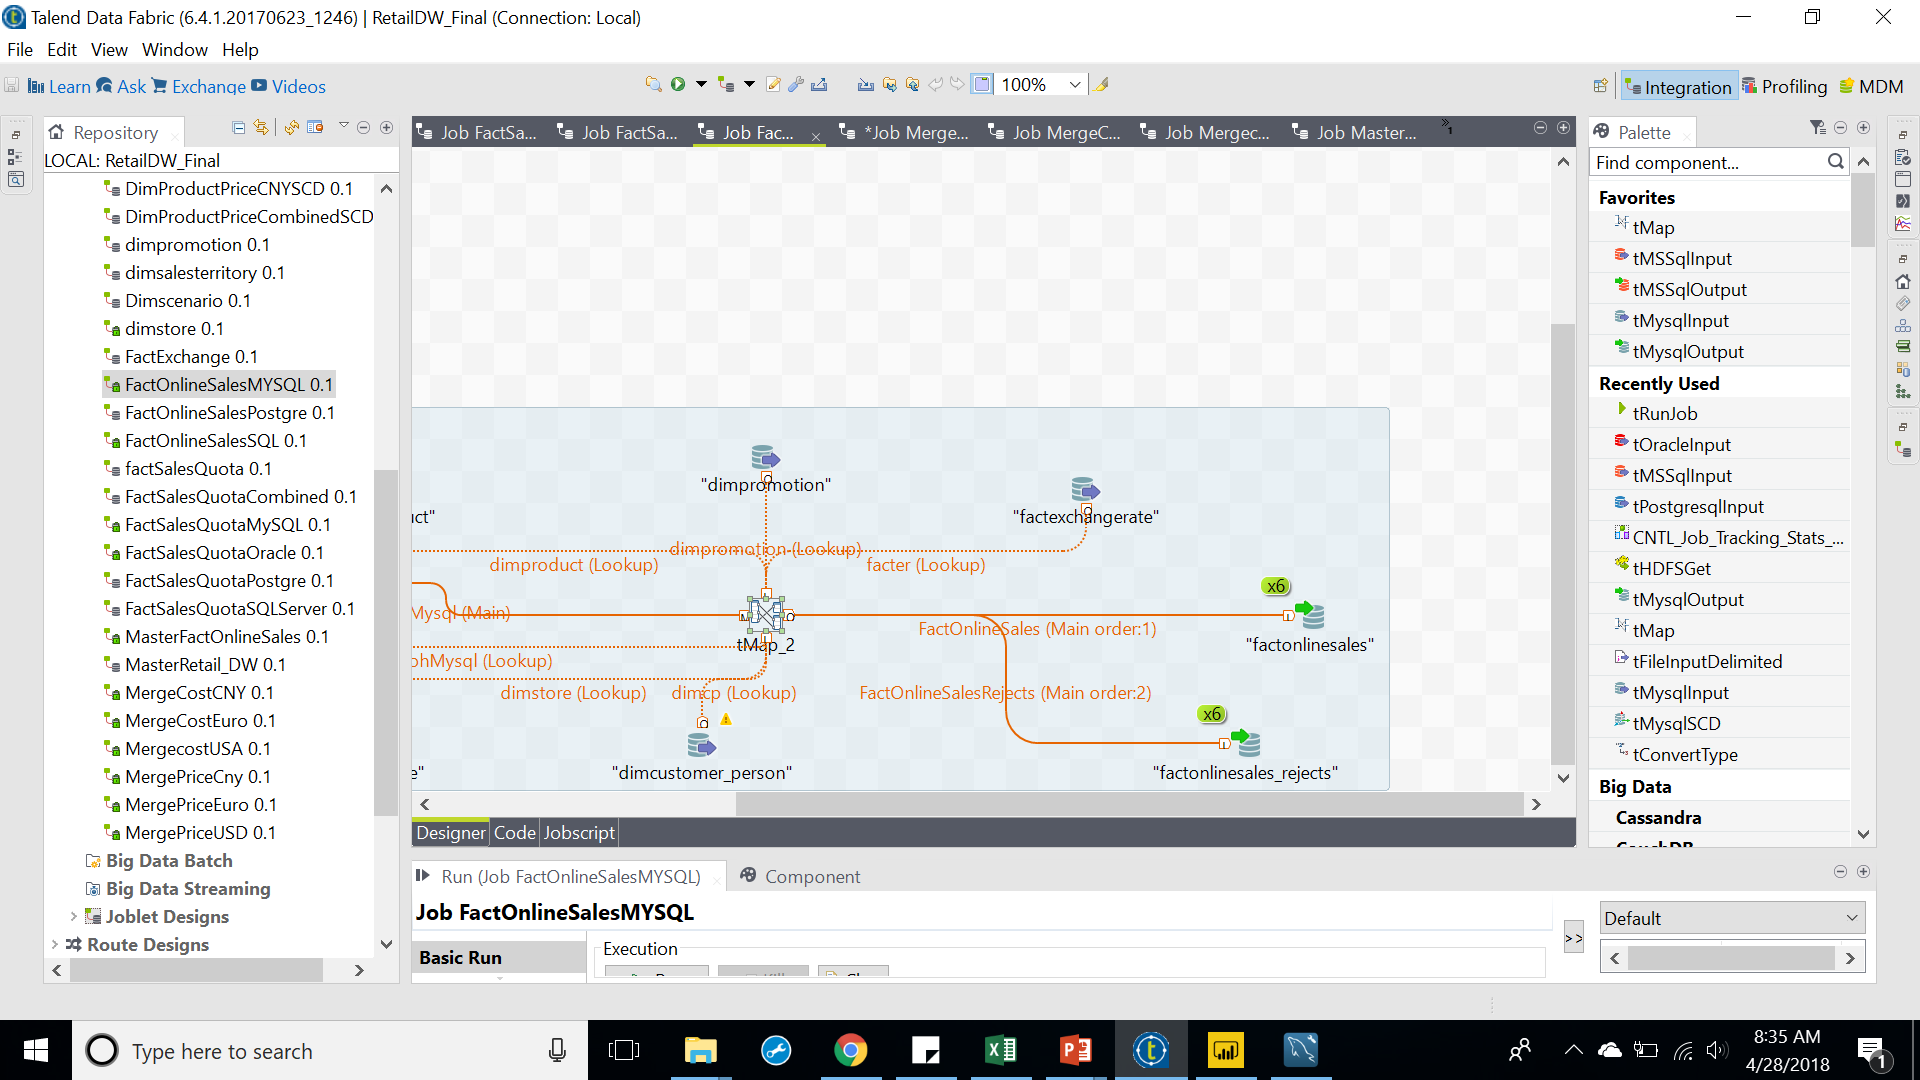 Talend Data Fabric (6.4.1.20170623_1246) | RetailDW_Final (Connection: Local)
File Edit View Window Help
Learn Ask Exchange Videos
100%
Integration Profiling MDM
Repository
LOCAL: RetailDW_Final
DimProductPriceCNYSCD 0.1
DimProductPriceCombinedSCD
dimpromotion 0.1
dimsalesterritory 0.1
Dimscenario 0.1
dimstore 0.1
FactExchange 0.1
FactOnlineSalesMYSQL 0.1
FactOnlineSalesPostgre 0.1
FactOnlineSalesSQL 0.1
factSalesQuota 0.1
FactSalesQuotaCombined 0.1
FactSalesQuotaMySQL 0.1
FactSalesQuotaOracle 0.1
FactSalesQuotaPostgre 0.1
FactSalesQuotaSQLServer 0.1
MasterFactOnlineSales 0.1
MasterRetail_DW 0.1
MergeCostCNY 0.1
MergeCostEuro 0.1
MergecostUSA 0.1
MergePriceCny 0.1
MergePriceEuro 0.1
MergePriceUSD 0.1
Big Data Batch
Big Data Streaming
Joblet Designs
Route Designs
Job FactSa... Job FactSa... Job Fac... *Job Merge... Job MergeC... Job Mergec... Job Master... 1
"dimpromotion"
uct"
"factexchangerate"
dimpromotion (Lookup)
dimproduct (Lookup) facter (Lookup)
x6
Mysql (Main)
FactOnlineSales (Main order:1)
tMap_2
"factonlinesales"
ohMysql (Lookup)
dimstore (Lookup) dimcp (Lookup) FactOnlineSalesRejects (Main order:2)
x6
e" "dimcustomer_person" "factonlinesales_rejects"
Designer Code Jobscript
Run (Job FactOnlineSalesMYSQL) Component
Job FactOnlineSalesMYSQL
Basic Run
Execution
>>
Default
Palette
Find component...
Favorites
tMap
tMSSqlInput
tMSSqlOutput
tMysqlInput
tMysqlOutput
Recently Used
tRunJob
tOracleInput
tMSSqlInput
tPostgresqlInput
CNTL_Job_Tracking_Stats_...
tHDFSGet
tMysqlOutput
tMap
tFileInputDelimited
tMysqlInput
tMysqlSCD
tConvertType
Big Data
Cassandra
CouchDB
Type here to search
8:35 AM
4/28/2018
1